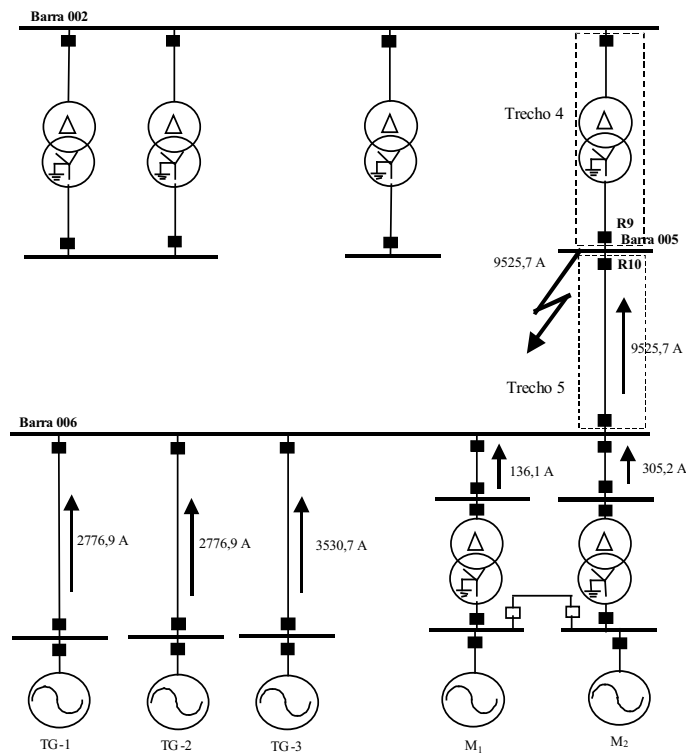 Barra 002
Trecho 4
R9
Barra 005
9525,7 A
R10
9525,7 A
Trecho 5
Barra 006
136,1 A
305,2 A
2776,9 A
2776,9 A
3530,7 A
TG-1
TG-2
TG-3
M1
M2